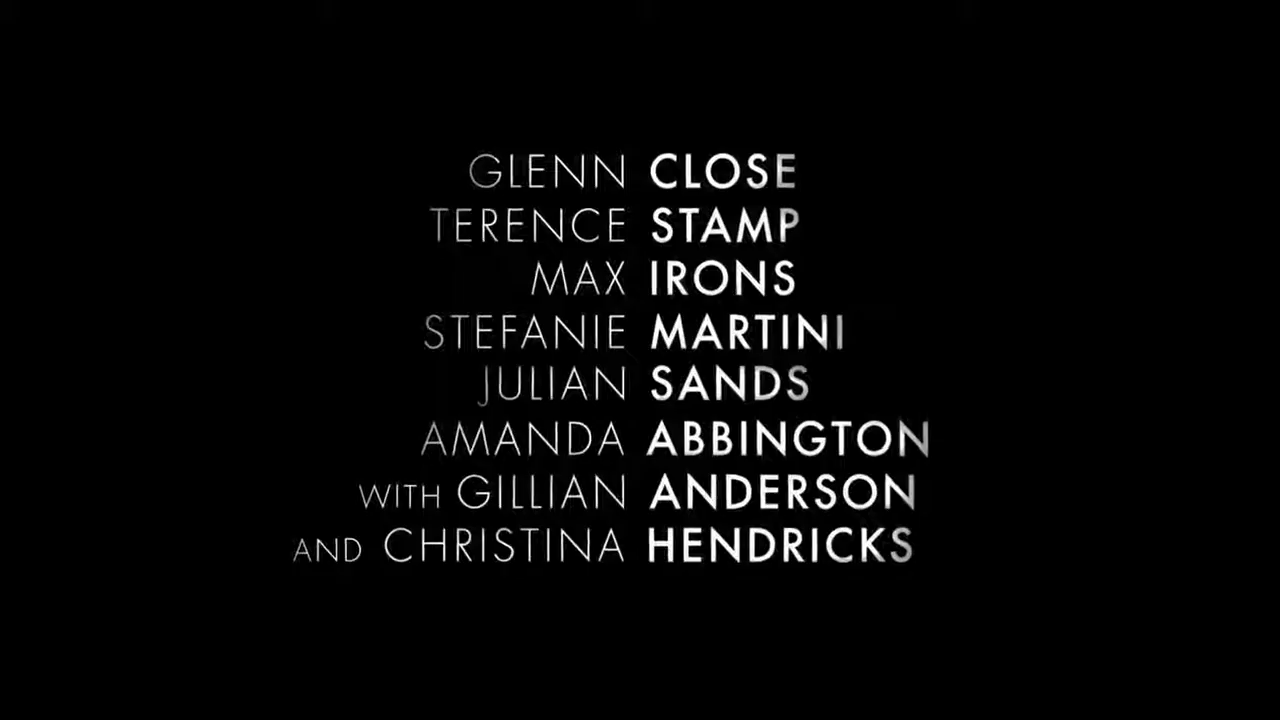 GLENN CLOSE
TERENCE STAMP
MAX IRONS
STEFANIE MARTINI
JULIAN SANDS
AMANDA ABBINGTON
WITH GILLIAN ANDERSON
AND CHRISTINA HENDRICKS